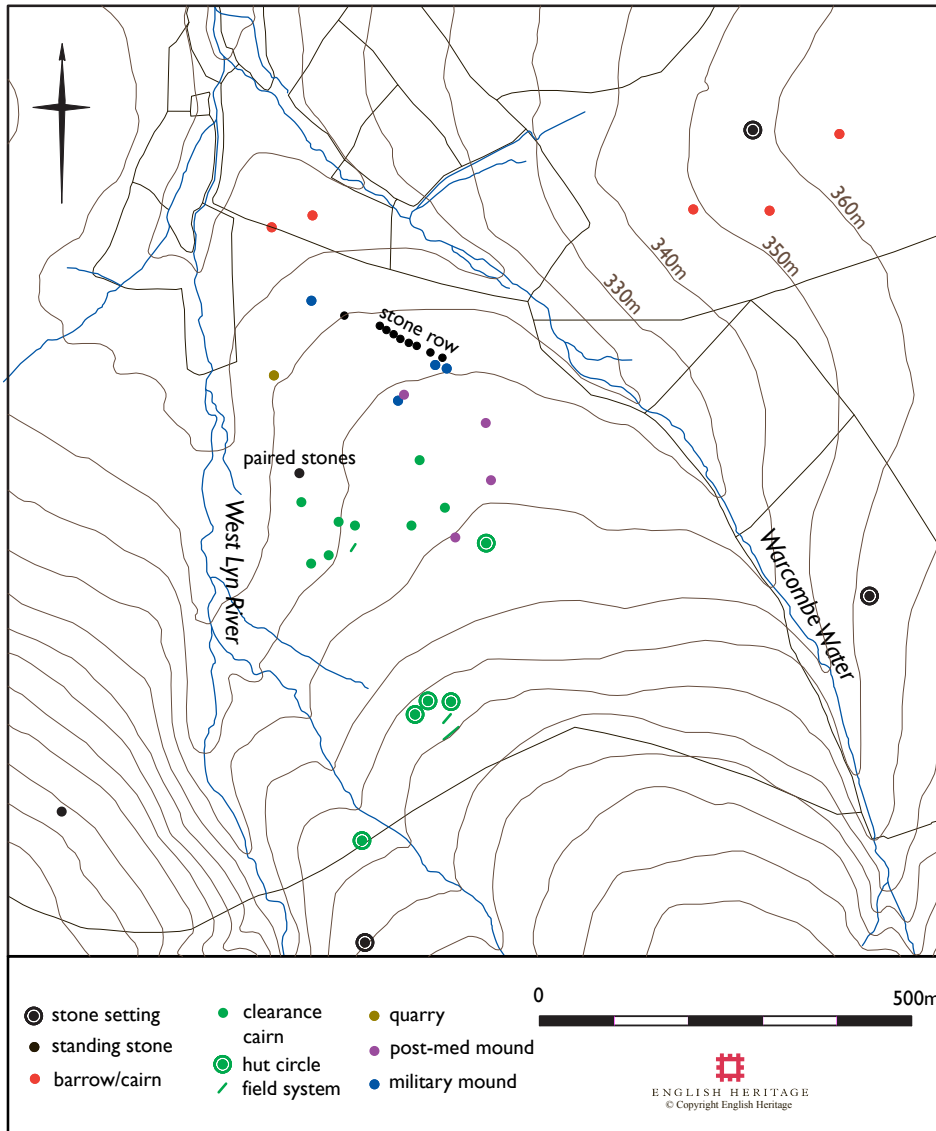 360m
350m
340m
330m
stone row
paired stones
West Lyn River
Warcombe Water
stone setting
standing stone
barrow/cairn
clearance
cairn
hut circle
field system
quarry
post-med mound
military mound
0
500m
ENGLISH HERITAGE
© Copyright English Heritage